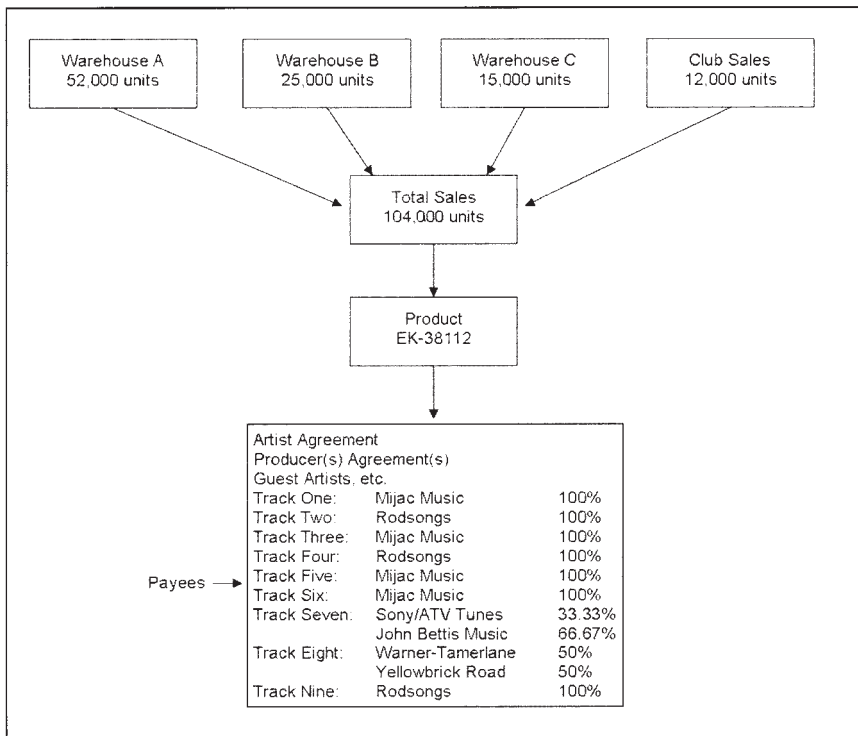 Warehouse A
52,000 units
Warehouse B
25,000 units
Warehouse C
15,000 units
Club Sales
12,000 units
Total Sales
104,000 units
Product
EK-38112
Payees
Artist Agreement
Producer(s) Agreement(s)
Guest Artists, etc.
Track One: Mijac Music 100%
Track Two: Rodsongs 100%
Track Three: Mijac Music 100%
Track Four: Rodsongs 100%
Track Five: Mijac Music 100%
Track Six: Mijac Music 100%
Track Seven: Sony/ATV Tunes 33.33%
John Bettis Music 66.67%
Track Eight: Warner-Tamerlane 50%
Yellowbrick Road 50%
Track Nine: Rodsongs 100%